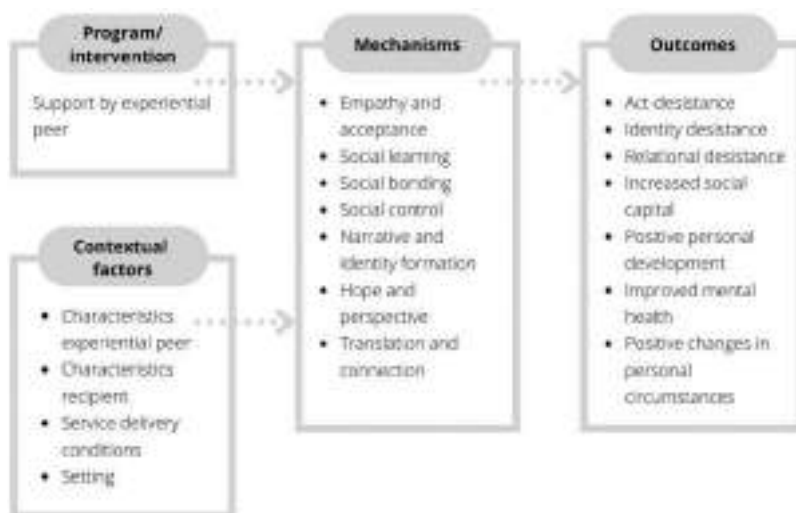 Program/
intervention
Support by experiential
peer
Contextual
factors
• Characteristics
experiential peer
• Characteristics
recipient
• Service delivery
conditions
• Setting
Mechanisms
• Empathy and
acceptance
• Social learning
• Social bonding
• Social control
• Narrative and
identity formation
• Hope and
perspective
• Translation and
connection
Outcomes
• Act-desistance
• Identity desistance
• Relational desistance
• Increased social
capital
• Positive personal
development
• Improved mental
health
• Positive changes in
personal
circumstances